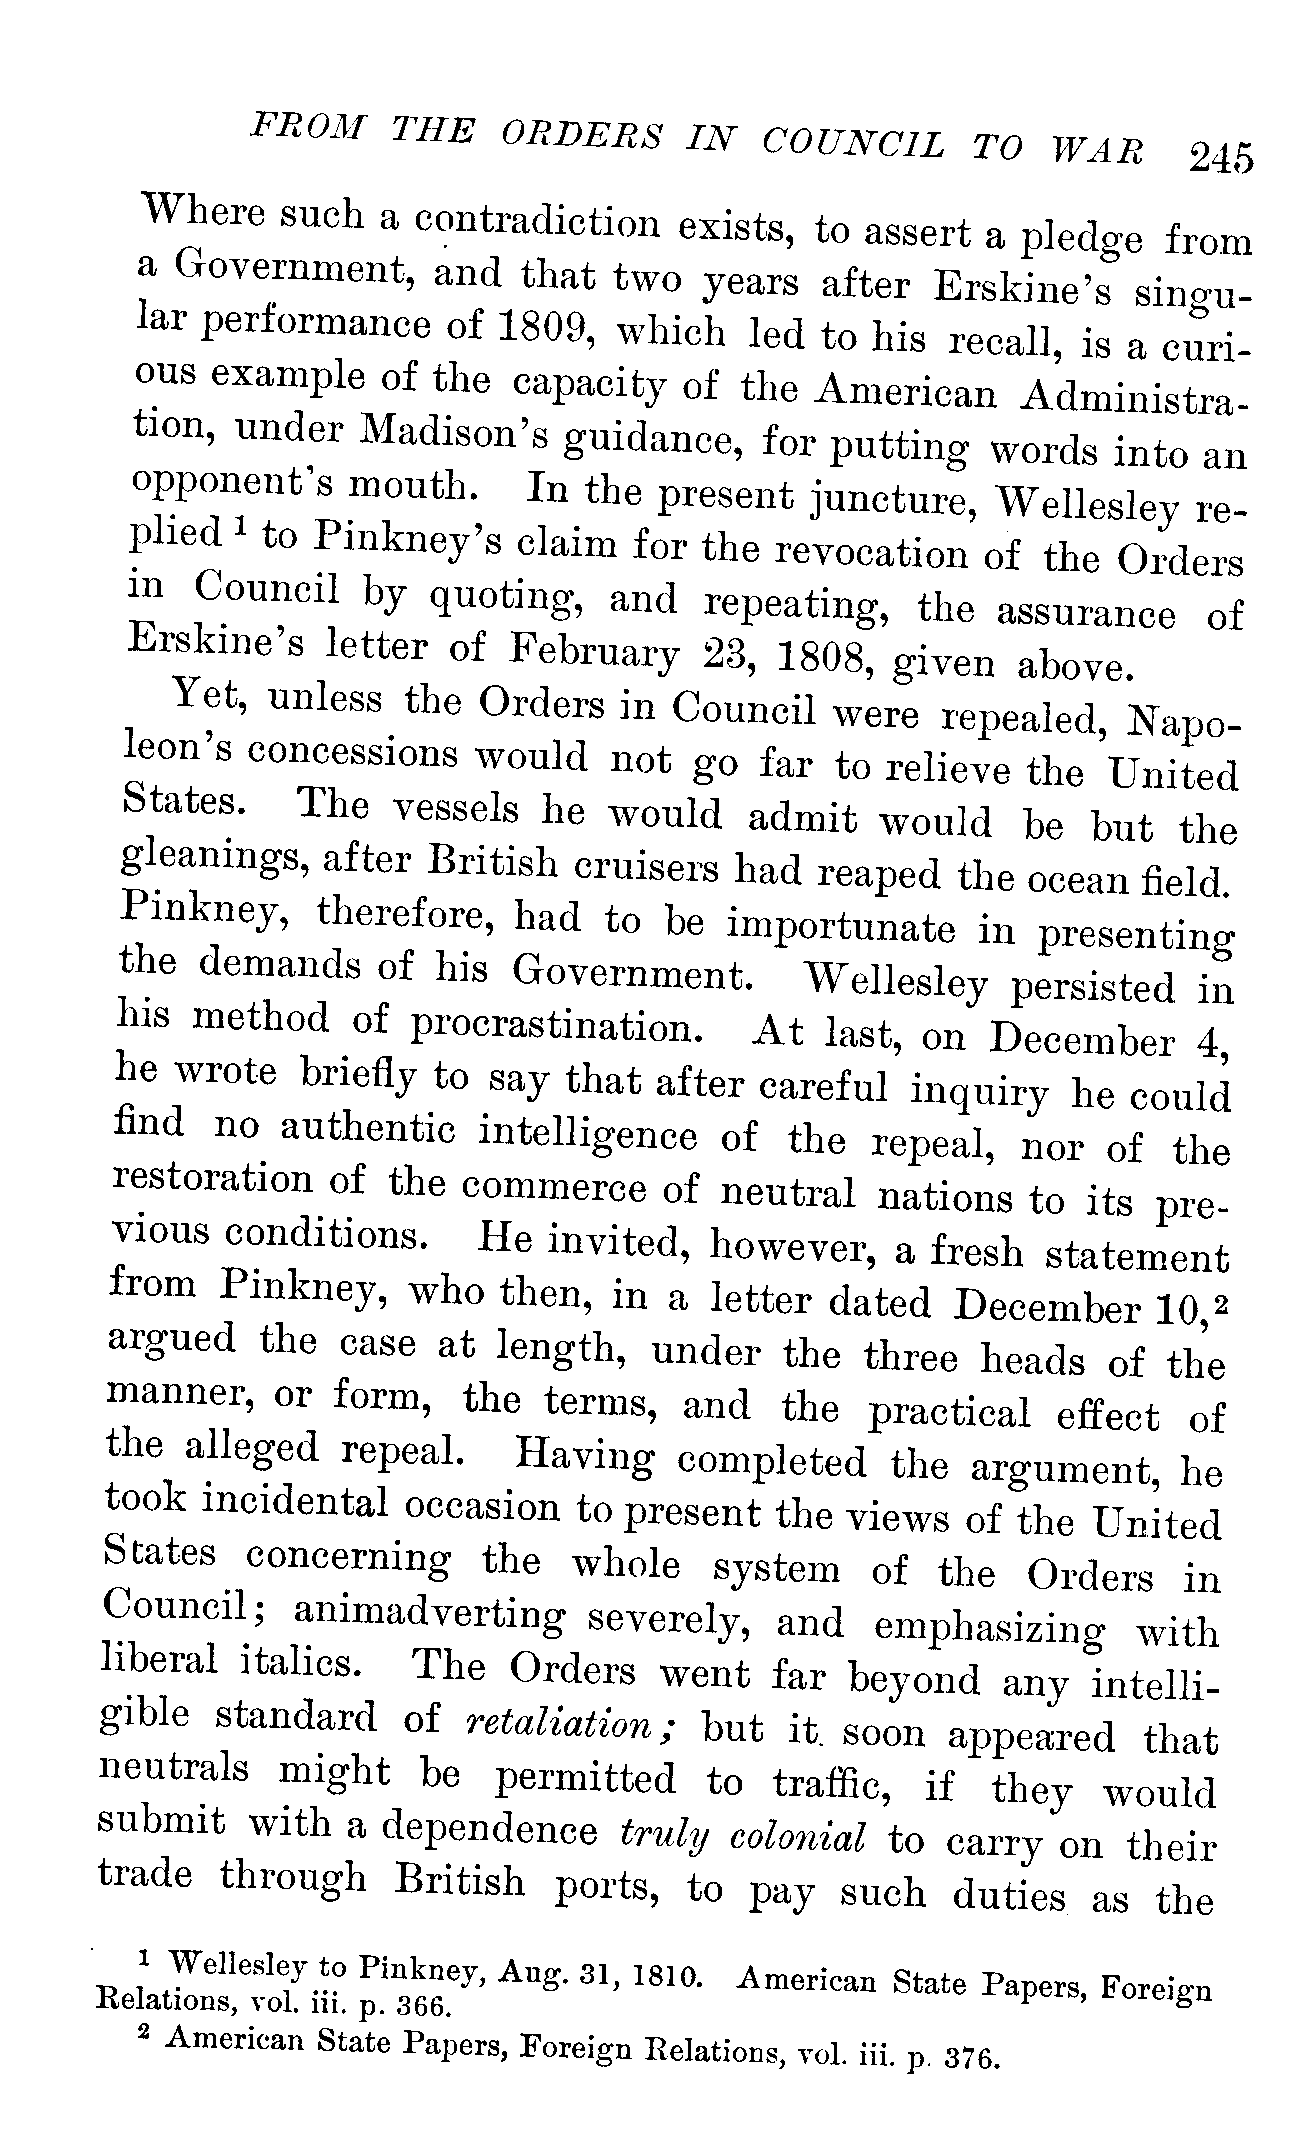 FROM THE ORDERS IN COUNCIL TO WAR 245
Where such a contradiction exists, to assert a pledge from
a Government, and that two years after Erskine's singu-
lar performance of 1809, which led to his recall, is a curi-
ous example of the capacity of the American Administra-
tion, under Madison's guidance, for putting words into an
opponent's mouth. In the present juncture, Wellesley re-
plied ¹ to Pinkney's claim for the revocation of the Orders
in Council by quoting, and repeating, the assurance of
Erskine's letter of February 23, 1808, given above.
Yet, unless the Orders in Council were repealed, Napo-
leon's concessions would not go far to relieve the United
States. The vessels he would admit would be but the
gleanings, after British cruisers had reaped the ocean field.
Pinkney, therefore, had to be importunate in presenting
the demands of his Government. Wellesley persisted in
his method of procrastination. At last, on December 4,
he wrote briefly to say that after careful inquiry he could
find no authentic intelligence of the repeal, nor of the
restoration of the commerce of neutral nations to its pre-
vious conditions. He invited, however, a fresh statement
from Pinkney, who then, in a letter dated December 10,²
argued the case at length, under the three heads of the
manner, or form, the terms, and the practical effect of
the alleged repeal. Having completed the argument, he
took incidental occasion to present the views of the United
States concerning the whole system of the Orders in
Council; animadverting severely, and emphasizing with
liberal italics. The Orders went far beyond any intelli-
gible standard of retaliation; but it soon appeared that
neutrals might be permitted to traffic, if they would
submit with a dependence truly colonial to carry on their
trade through British ports, to pay such duties as the
¹ Wellesley to Pinkney, Aug. 31, 1810. American State Papers, Foreign
Relations, vol. iii. p. 366.
² American State Papers, Foreign Relations, vol. iii. p. 376.